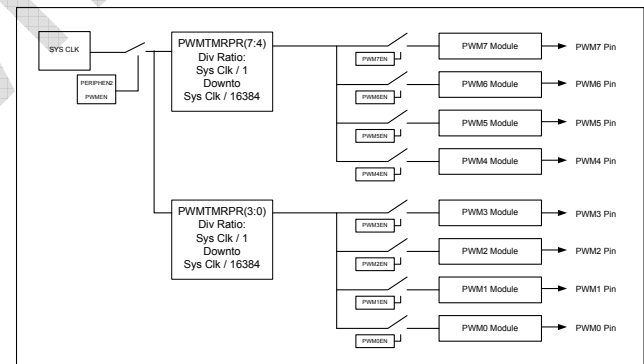 SYS CLK
PERIPHEN2
PWMEN
PWMTMRPR(7:4)
Div Ratio:
Sys Clk / 1
Downto
Sys Clk / 16384
PWM7EN
PWM7 Module
PWM7 Pin
PWM6EN
PWM6 Module
PWM6 Pin
PWM5EN
PWM5 Module
PWM5 Pin
PWM4EN
PWM4 Module
PWM4 Pin
PWMTMRPR(3:0)
Div Ratio:
Sys Clk / 1
Downto
Sys Clk / 16384
PWM3EN
PWM3 Module
PWM3 Pin
PWM2EN
PWM2 Module
PWM2 Pin
PWM1EN
PWM1 Module
PWM1 Pin
PWM0EN
PWM0 Module
PWM0 Pin